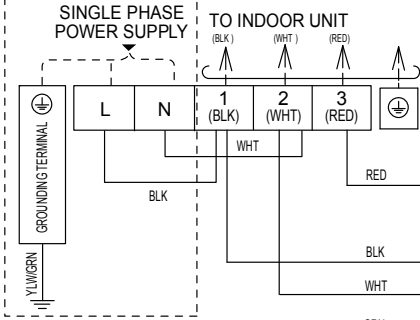 SINGLE PHASE
POWER SUPPLY
TO INDOOR UNIT
(BLK) (WHT) (RED)
GROUNDING TERMINAL
L N 1 2 3
(BLK) (WHT) (RED)
WHT
BLK
RED
YLW/GRN
BLK
WHT